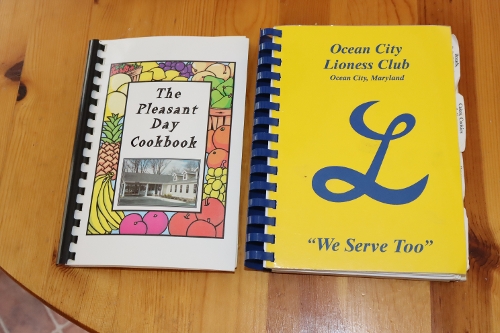 The
Pleasant
Day
Cookbook
Ocean City
Lioness Club
Ocean City, Maryland
L
"We Serve Too"